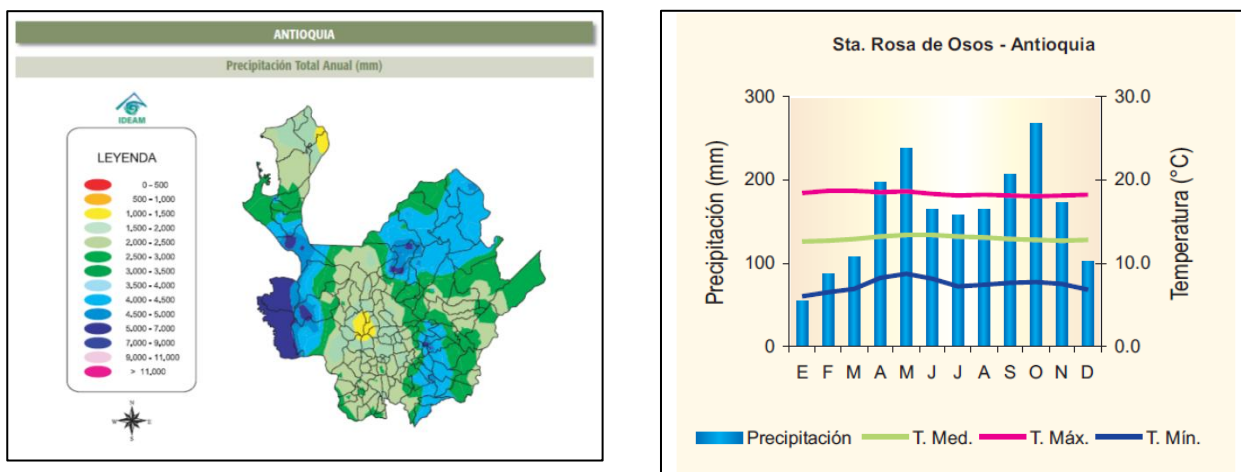 ANTIOQUIA
Precipitación Total Anual (mm)
IDEAM
LEYENDA
0 - 500
500 - 1,000
1,000 - 1,500
1,500 - 2,000
2,000 - 2,500
2,500 - 3,000
3,000 - 3,500
3,500 - 4,000
4,000 - 4,500
4,500 - 5,000
5,000 - 7,000
7,000 - 9,000
9,000 - 11,000
> 11,000
N
W E
S
Sta. Rosa de Osos - Antioquia
300 30.0
200 20.0
100 10.0
0 0.0
Precipitación (mm)
Temperatura (°C)
E F M A M J J A S O N D
Precipitación T. Med. T. Máx. T. Mín.